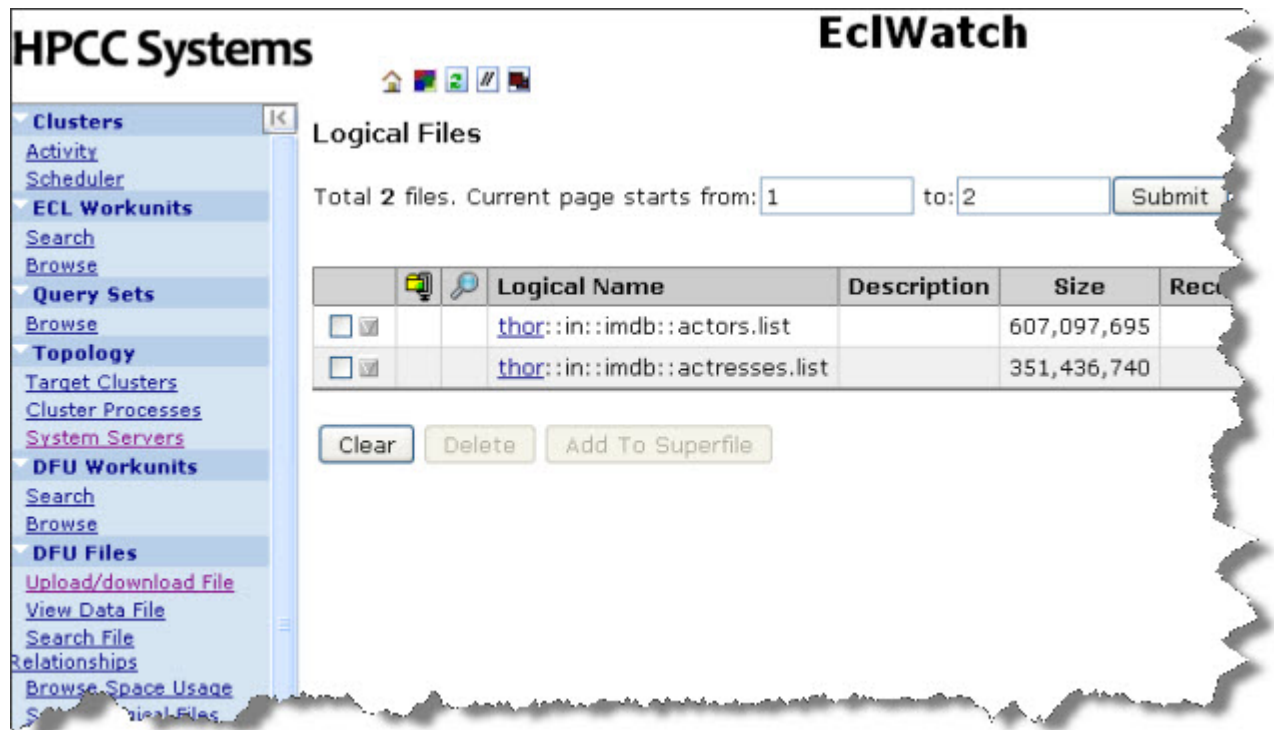 HPCC Systems
EclWatch
Clusters
Activity
Scheduler
ECL Workunits
Search
Browse
Query Sets
Browse
Topology
Target Clusters
Cluster Processes
System Servers
DFU Workunits
Search
Browse
DFU Files
Upload/download File
View Data File
Search File
Relationships
Browse Space Usage
Logical Files
Total 2 files. Current page starts from: 1 to: 2 Submit
Logical Name Description Size
thor::in::imdb::actors.list 607,097,695
thor::in::imdb::actresses.list 351,436,740
Clear Delete Add To Superfile